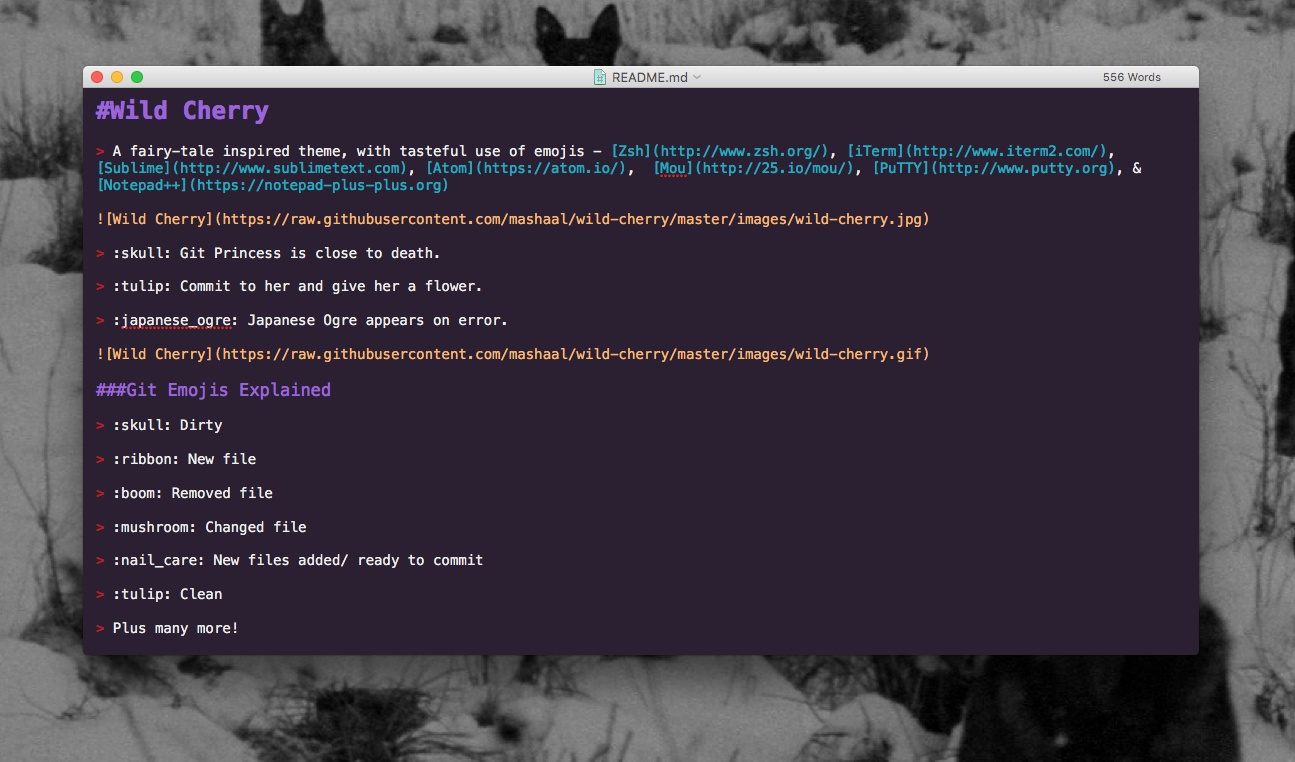 README.md
556 Words
#Wild Cherry
> A fairy-tale inspired theme, with tasteful use of emojis - [Zsh](http://www.zsh.org/), [iTerm](http://www.iterm2.com/),
[Sublime](http://www.sublimetext.com), [Atom](https://atom.io/),  [Mou](http://25.io/mou/), [PuTTY](http://www.putty.org), &
[Notepad++](https://notepad-plus-plus.org)
![Wild Cherry](https://raw.githubusercontent.com/mashaal/wild-cherry/master/images/wild-cherry.jpg)
> :skull: Git Princess is close to death.
> :tulip: Commit to her and give her a flower.
> :japanese_ogre: Japanese Ogre appears on error.
![Wild Cherry](https://raw.githubusercontent.com/mashaal/wild-cherry/master/images/wild-cherry.gif)
###Git Emojis Explained
> :skull: Dirty
> :ribbon: New file
> :boom: Removed file
> :mushroom: Changed file
> :nail_care: New files added/ ready to commit
> :tulip: Clean
> Plus many more!